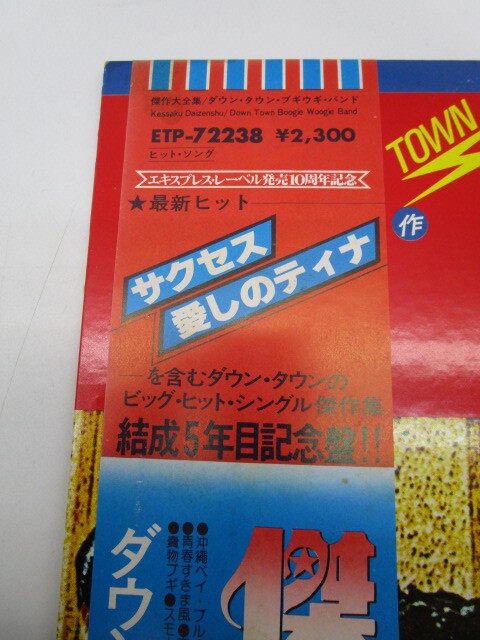 傑作大全集/ダウン・タウン・ブギウギ・バンド
Kessaku Daizenshu/Down Town Boogie Woogie Band
ETP-72238 ¥2,300
ヒット・ソング
エキスプレス・レーベル発売10周年記念
★最新ヒット
サクセス
愛しのティナ
を含むダウン・タウンの
ビッグ・ヒット・シングル傑作集
結成5年目記念盤!!
TOWN
作
傑
●沖縄ベイ・ブル
●青春すきま風
●貴物ブギ●スモ
ダウン